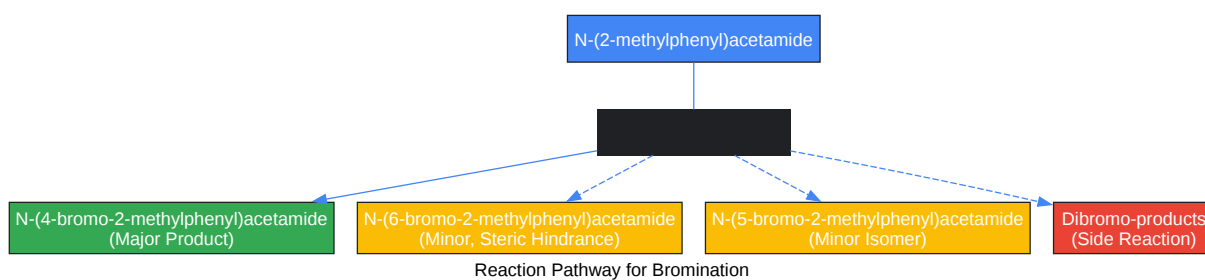 N-(2-methylphenyl)acetamide
N-(4-bromo-2-methylphenyl)acetamide
(Major Product)
N-(6-bromo-2-methylphenyl)acetamide
(Minor, Steric Hindrance)
N-(5-bromo-2-methylphenyl)acetamide
(Minor Isomer)
Dibromo-products
(Side Reaction)
Reaction Pathway for Bromination